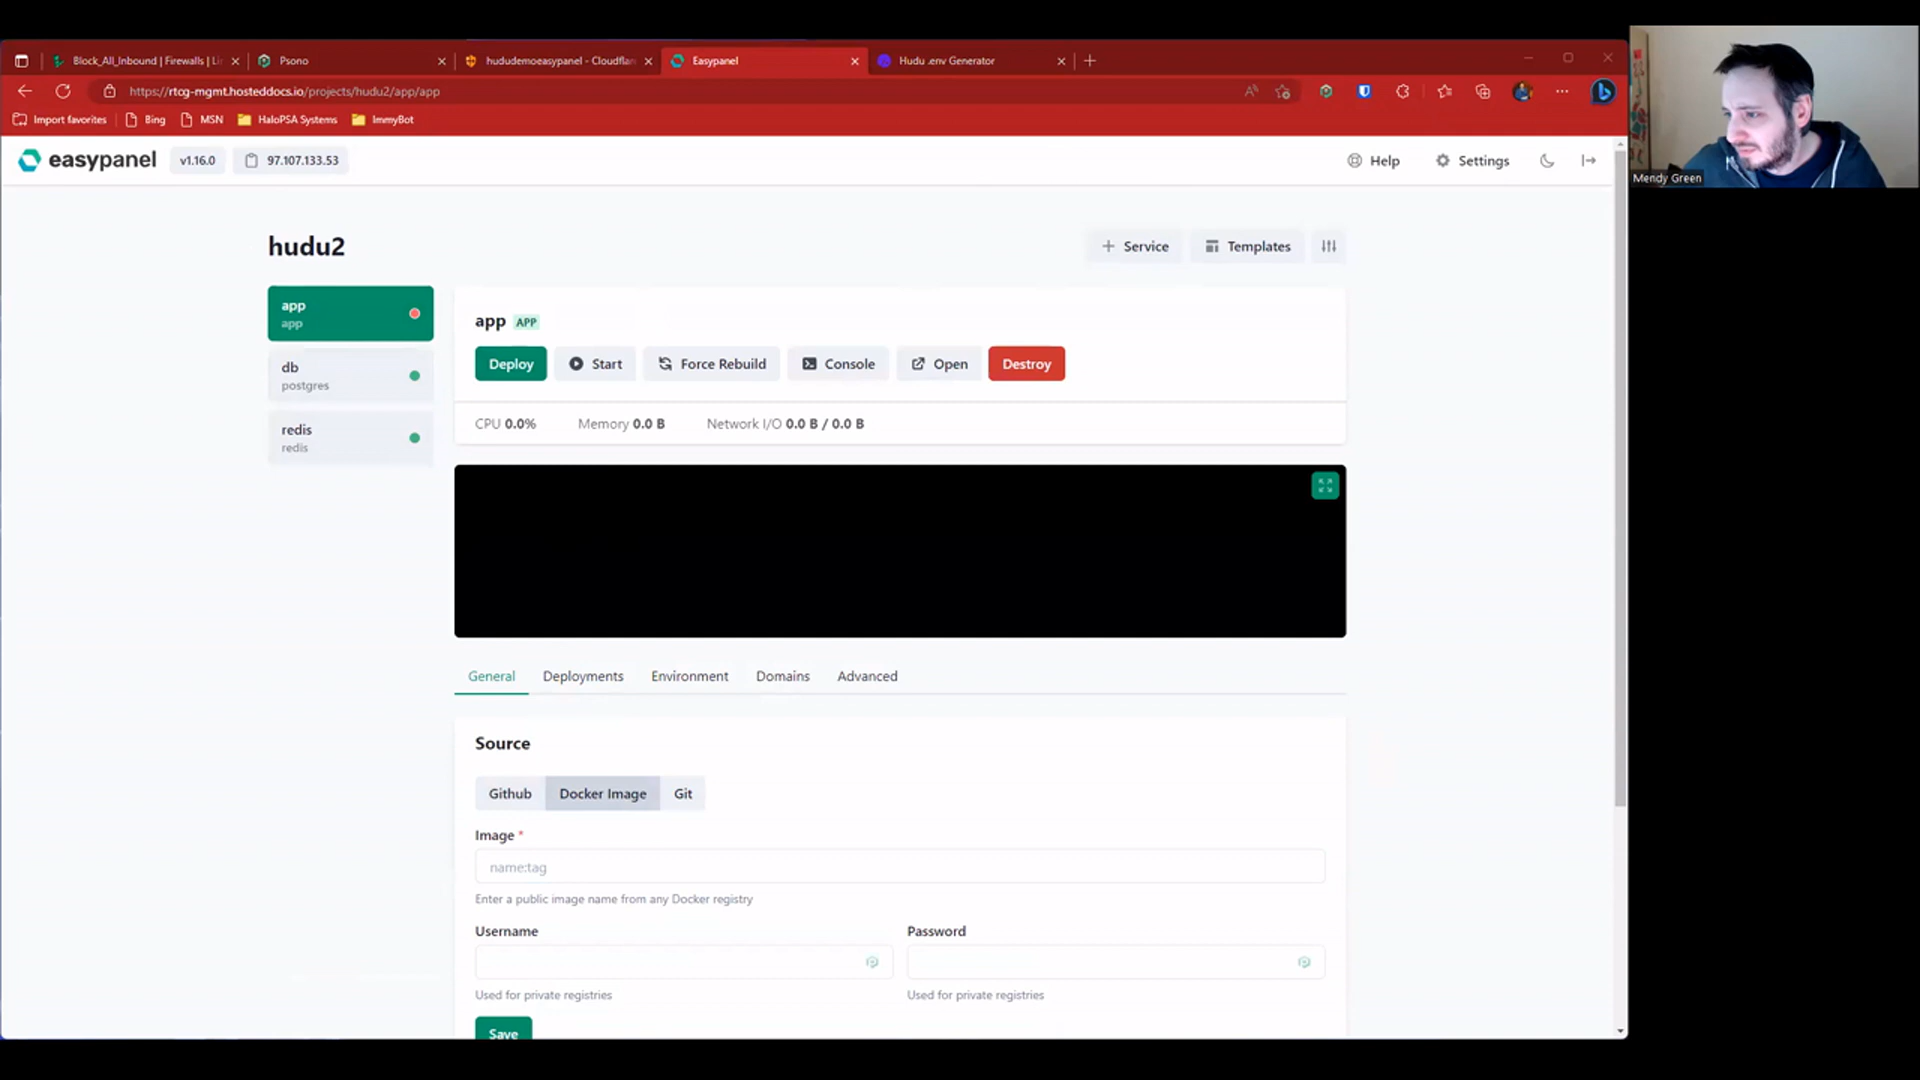 Block_All_Inbound | Firewalls | Li
Psono
hududemoeasypanel - Cloudflar
Easypanel
Hudu .env Generator
https://rtcg-mgmt.hosteddocs.io/projects/hudu2/app/app
Import favorites
Bing
MSN
HaloPSA Systems
ImmyBot
easypanel
v1.16.0
97.107.133.53
Help
Settings
Mendy Green
hudu2
Service
Templates
app
app
db
postgres
redis
redis
app APP
Deploy
Start
Force Rebuild
Console
Open
Destroy
CPU 0.0%
Memory 0.0 B
Network I/O 0.0 B / 0.0 B
General
Deployments
Environment
Domains
Advanced
Source
Github
Docker Image
Git
Image *
name:tag
Enter a public image name from any Docker registry
Username
Password
Used for private registries
Used for private registries
Save